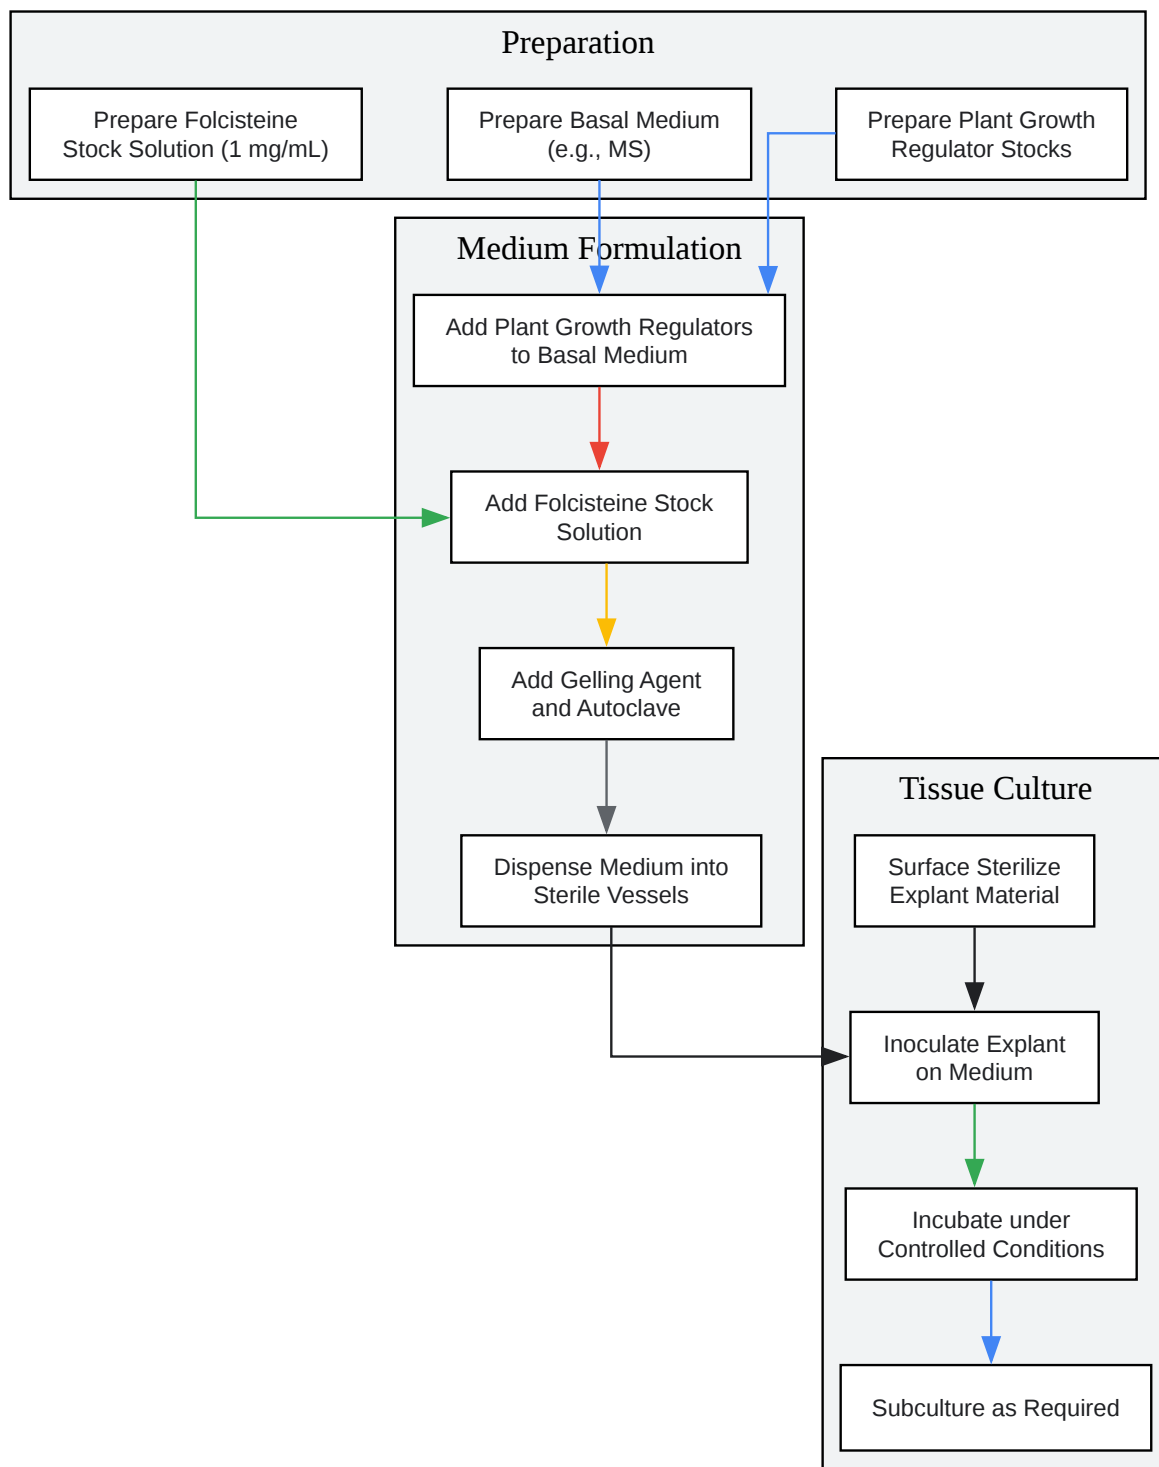 Preparation
Prepare Folcisteine
Stock Solution (1 mg/mL)
Prepare Basal Medium
(e.g., MS)
Prepare Plant Growth
Regulator Stocks
Medium Formulation
Add Plant Growth Regulators
to Basal Medium
Add Folcisteine Stock
Solution
Add Gelling Agent
and Autoclave
Dispense Medium into
Sterile Vessels
Tissue Culture
Surface Sterilize
Explant Material
Inoculate Explant
on Medium
Incubate under
Controlled Conditions
Subculture as Required